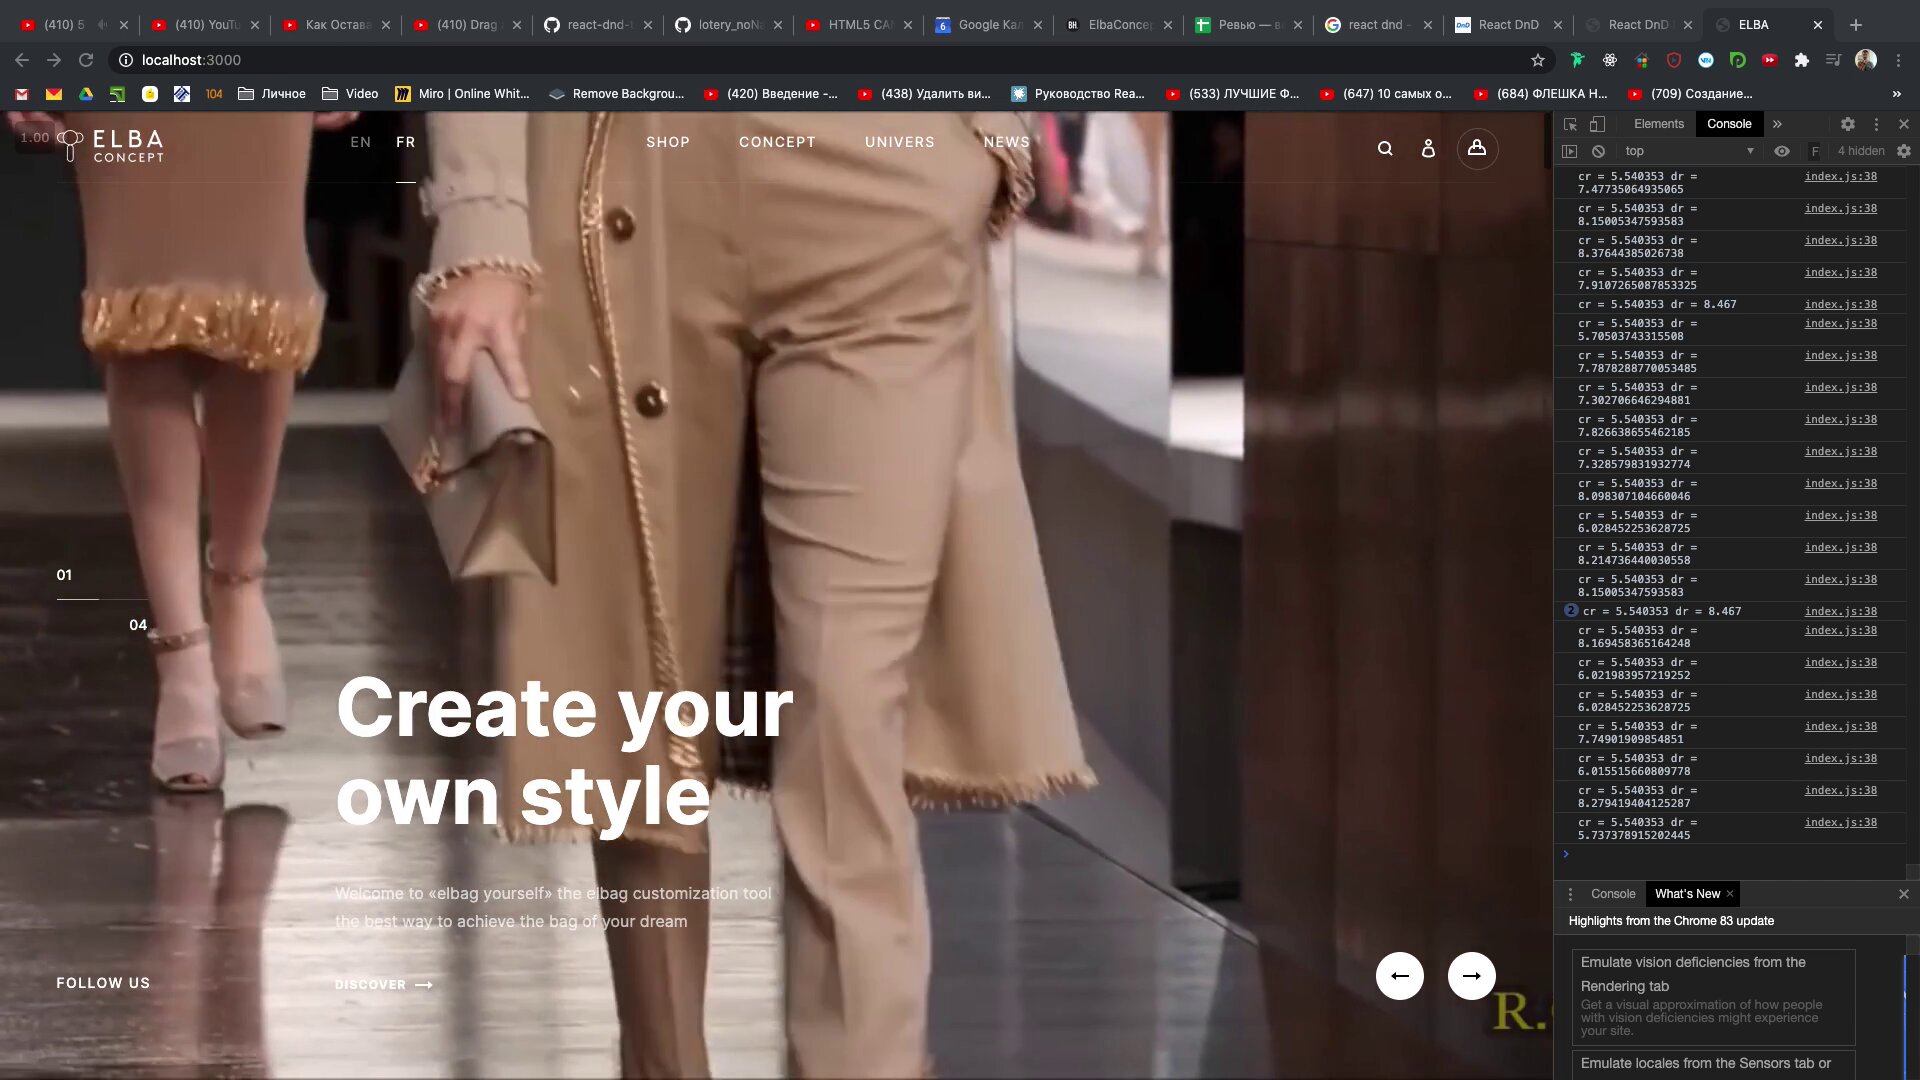 (410) 5
(410) YouTu
Как Остава
(410) Drag
react-dnd-t
lotery_noNa
HTML5 CAN
Google Кал
ElbaConcep
Ревью — в
react dnd -
React DnD
React DnD
ELBA
localhost:3000
104
Личное
Video
Miro | Online Whit...
Remove Backgrou...
(420) Введение -...
(438) Удалить ви...
Руководство Rea...
(533) ЛУЧШИЕ Ф...
(647) 10 самых о...
(684) ФЛЕШКА Н...
(709) Создание...
»
1.00
ELBA
CONCEPT
EN
FR
SHOP
CONCEPT
UNIVERS
NEWS
01
04
Create your
own style
Welcome to «elbag yourself» the elbag customization tool
the best way to achieve the bag of your dream
FOLLOW US
DISCOVER
R.
Elements
Console
»
top
F
4 hidden
cr = 5.540353 dr = index.js:38
7.47735064935065
cr = 5.540353 dr = index.js:38
8.15005347593583
cr = 5.540353 dr = index.js:38
8.37644385026738
cr = 5.540353 dr = index.js:38
7.9107265087853325
cr = 5.540353 dr = 8.467 index.js:38
cr = 5.540353 dr = index.js:38
5.70503743315508
cr = 5.540353 dr = index.js:38
7.7878288770053485
cr = 5.540353 dr = index.js:38
7.302706646294881
cr = 5.540353 dr = index.js:38
7.826638655462185
cr = 5.540353 dr = index.js:38
7.328579831932774
cr = 5.540353 dr = index.js:38
8.098307104660046
cr = 5.540353 dr = index.js:38
6.028452253628725
cr = 5.540353 dr = index.js:38
8.214736440030558
cr = 5.540353 dr = index.js:38
8.15005347593583
2 cr = 5.540353 dr = 8.467 index.js:38
cr = 5.540353 dr = index.js:38
8.169458365164248
cr = 5.540353 dr = index.js:38
6.021983957219252
cr = 5.540353 dr = index.js:38
6.028452253628725
cr = 5.540353 dr = index.js:38
7.74901909854851
cr = 5.540353 dr = index.js:38
6.015515660809778
cr = 5.540353 dr = index.js:38
8.279419404125287
cr = 5.540353 dr = index.js:38
5.737378915202445
Console
What's New
Highlights from the Chrome 83 update
Emulate vision deficiencies from the
Rendering tab
Get a visual approximation of how people
with vision deficiencies might experience
your site.
Emulate locales from the Sensors tab or